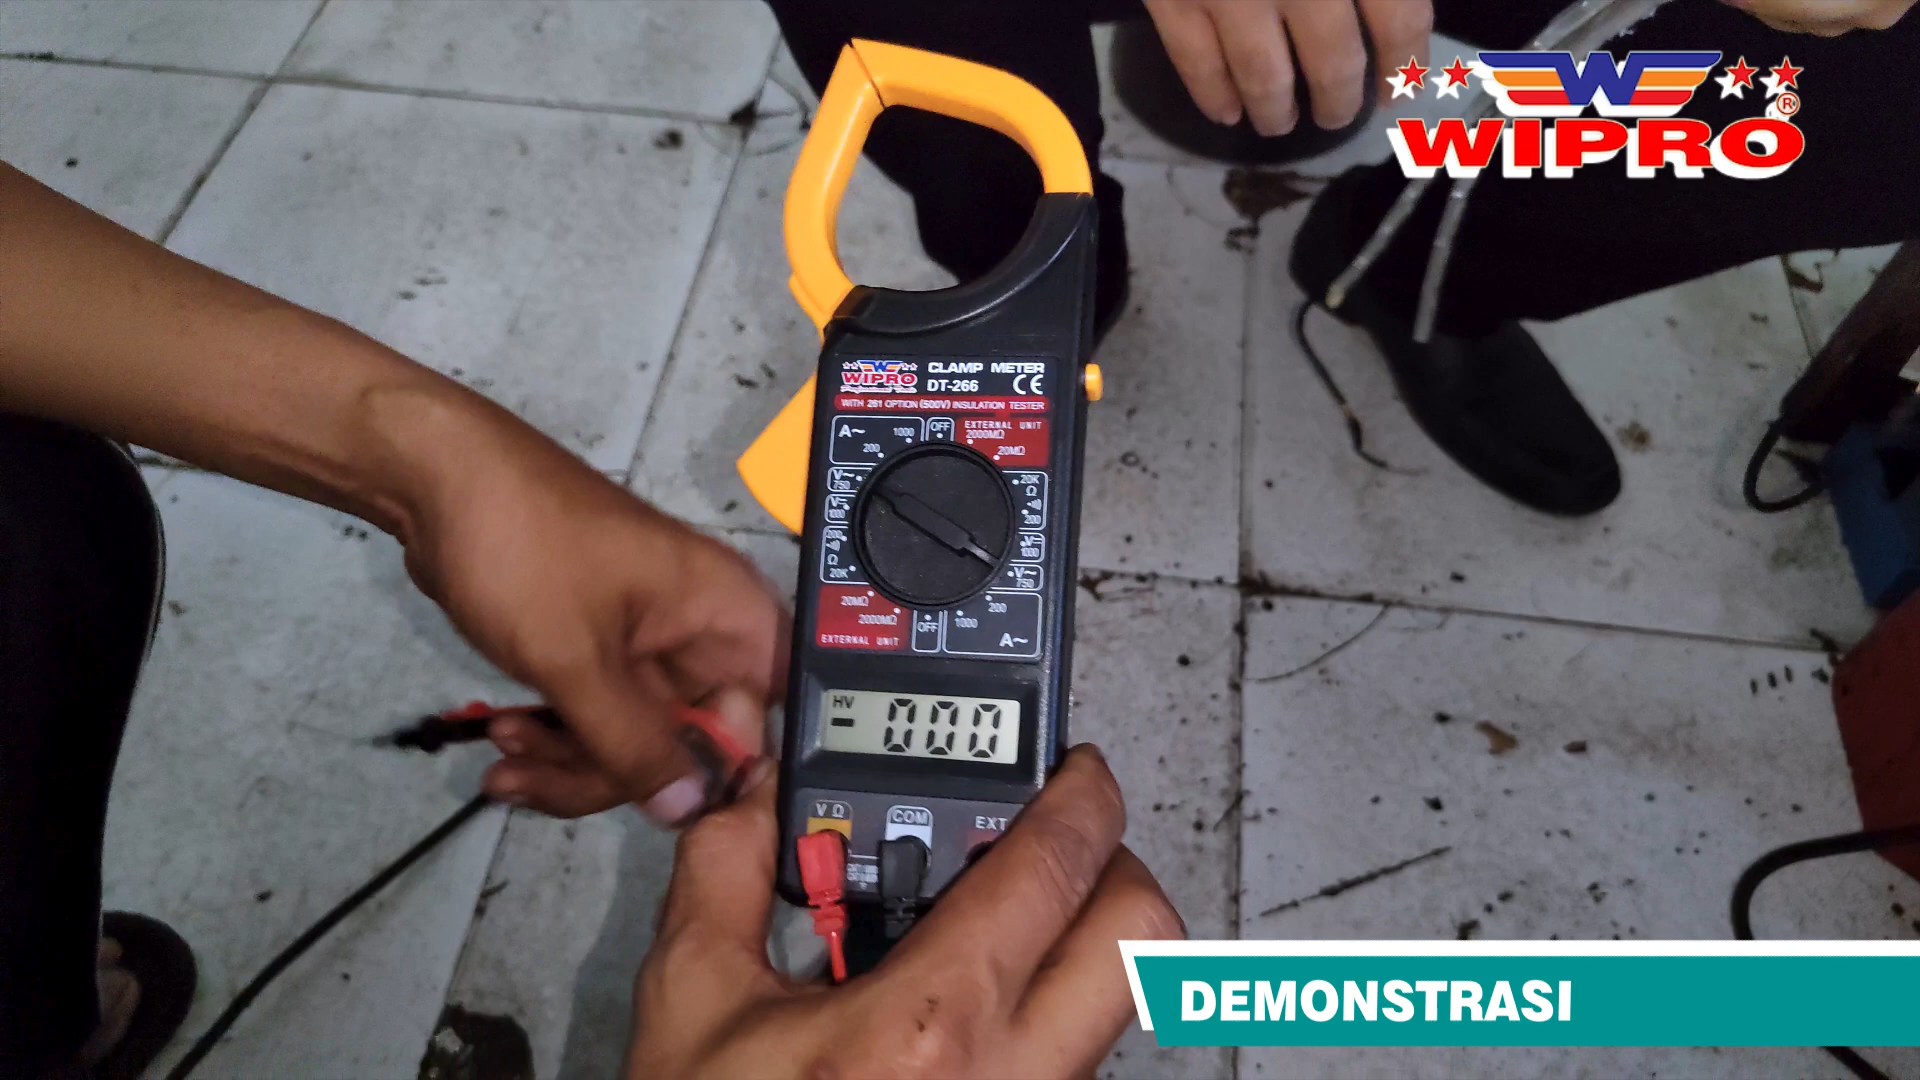 WIPRO
®
WIPRO
CLAMP METER
DT-266 CE
WITH 261 OPTION (500V) INSULATION TESTER
A~ 1000
200
OFF
EXTERNAL UNIT
2000MΩ
20MΩ
V~
750
V⎓
1000
200
Ω
20K
20K
Ω
200
V⎓
1000
V~
750
20MΩ
2000MΩ
EXTERNAL UNIT
OFF
200
1000
A~
HV
- 000
VΩ
COM
EXT
DEMONSTRASI